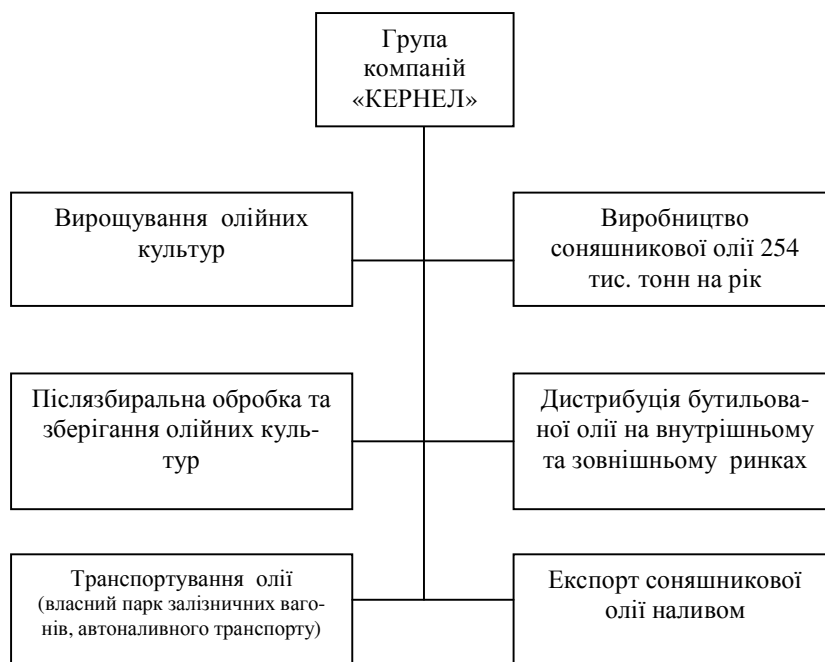 Група
компаній
«КЕРНЕЛ»
Вирощування олійних
культур
Виробництво
соняшникової олії 254
тис. тонн на рік
Післязбиральна обробка та
зберігання олійних куль-
тур
Дистрибуція бутильова-
ної олії на внутрішньому
та зовнішньому ринках
Транспортування олії
(власний парк залізничних ваго-
нів, автоналивного транспорту)
Експорт соняшникової
олії наливом